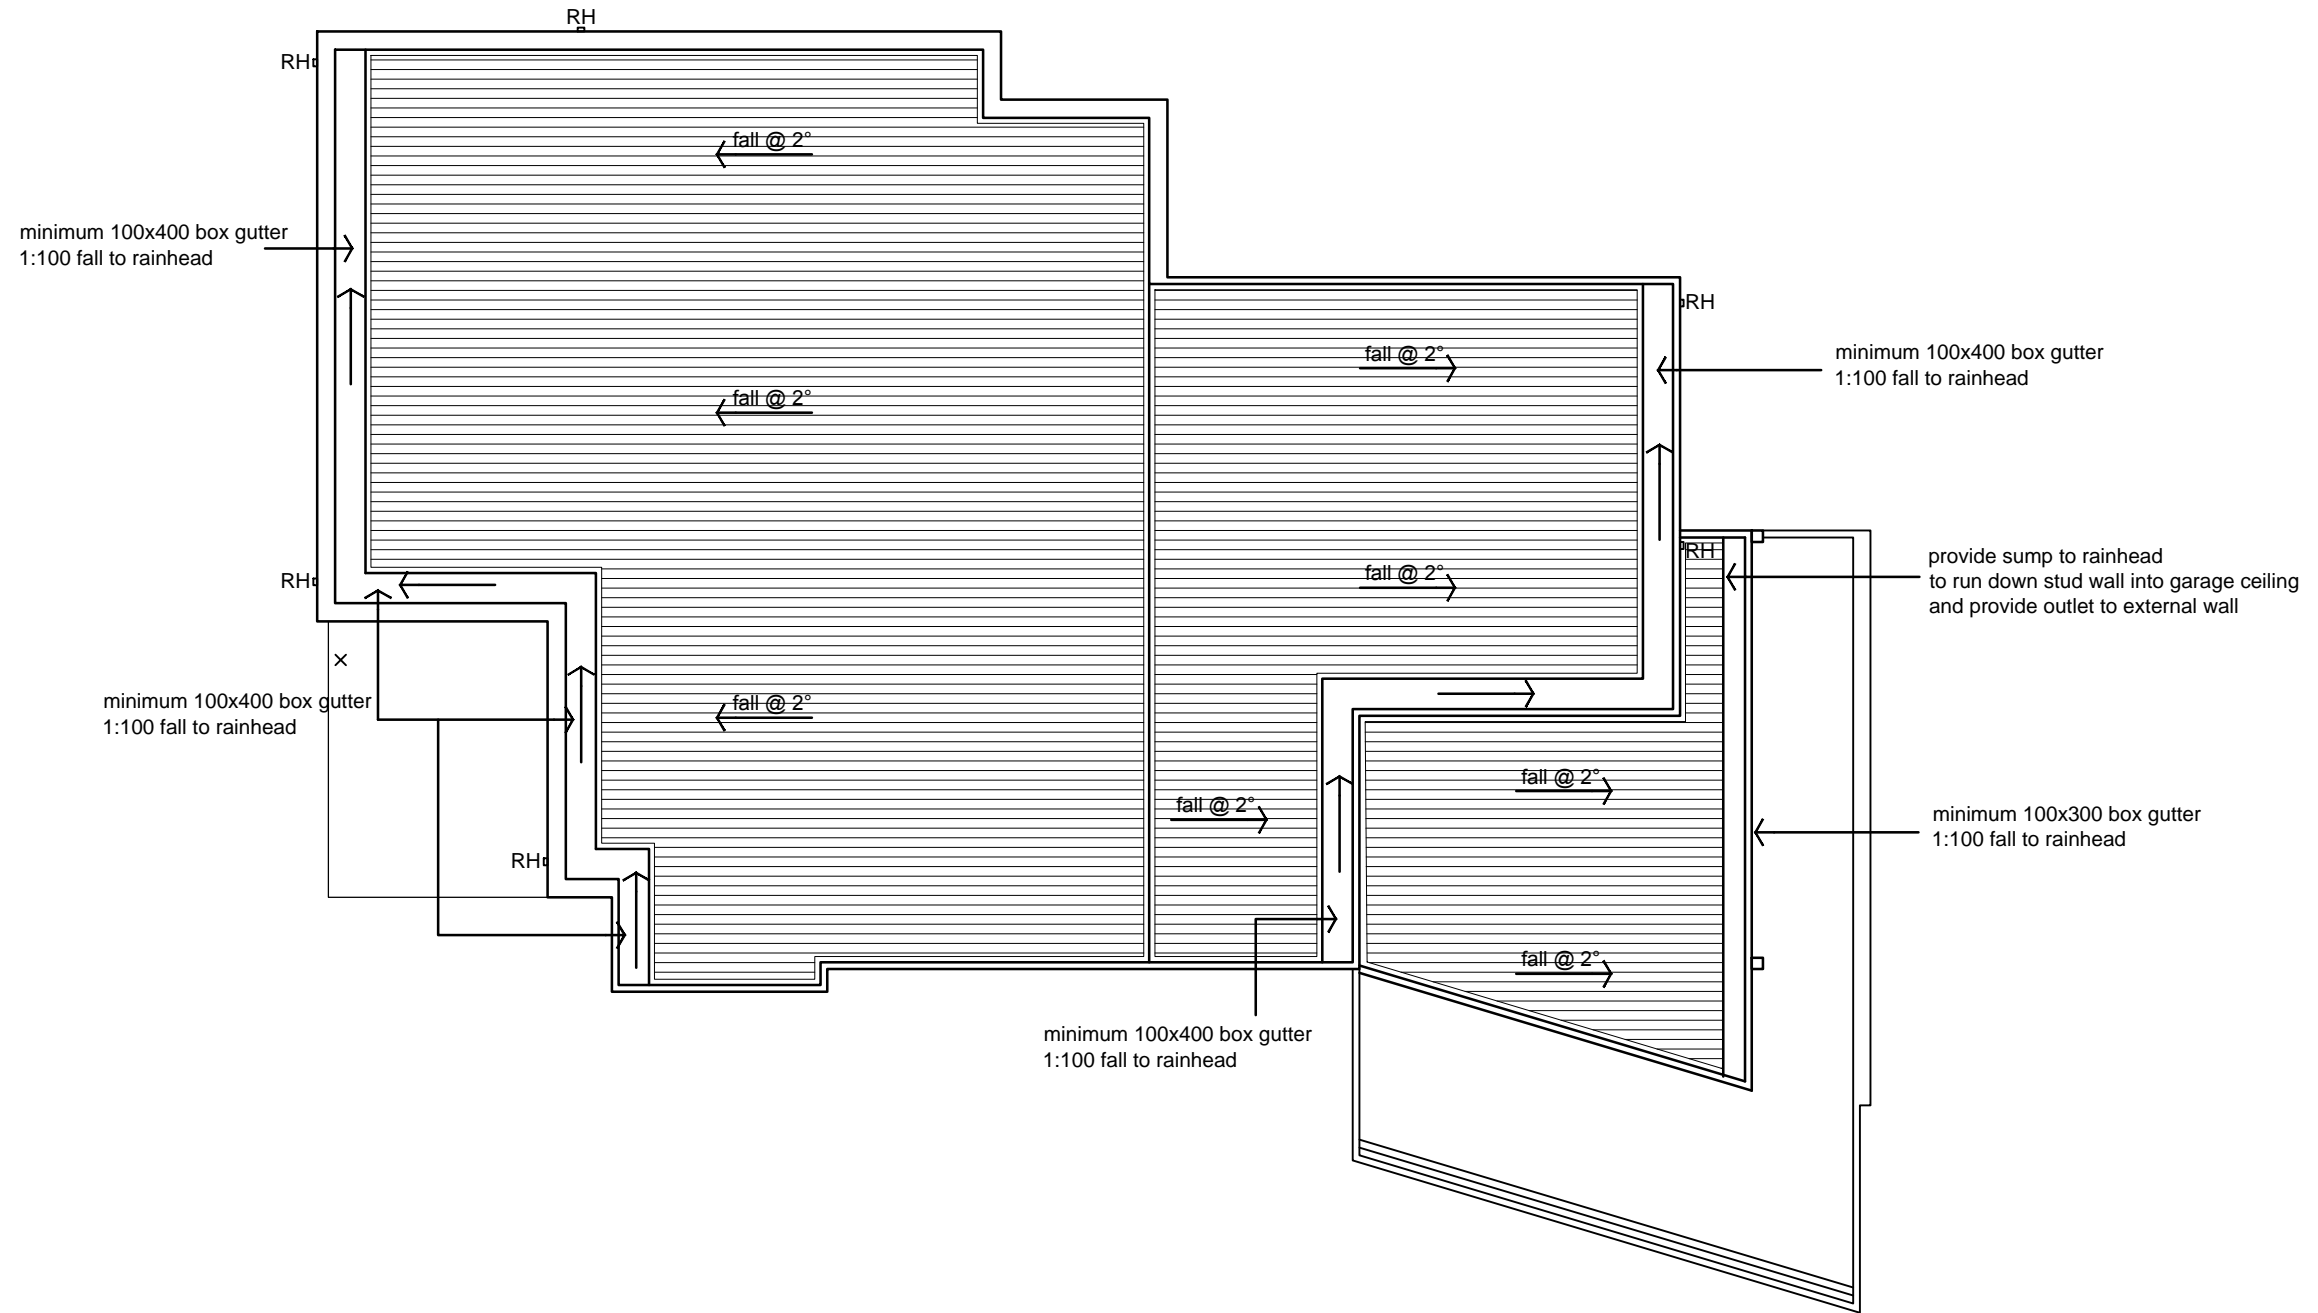 RH
RH
fall @ 2°
minimum 100x400 box gutter
1:100 fall to rainhead
RH
fall @ 2°
minimum 100x400 box gutter
1:100 fall to rainhead
fall @ 2°
RH
provide sump to rainhead
to run down stud wall into garage ceiling
and provide outlet to external wall
fall @ 2°
RH
minimum 100x400 box gutter
1:100 fall to rainhead
fall @ 2°
fall @ 2°
fall @ 2°
minimum 100x300 box gutter
1:100 fall to rainhead
RH
fall @ 2°
minimum 100x400 box gutter
1:100 fall to rainhead